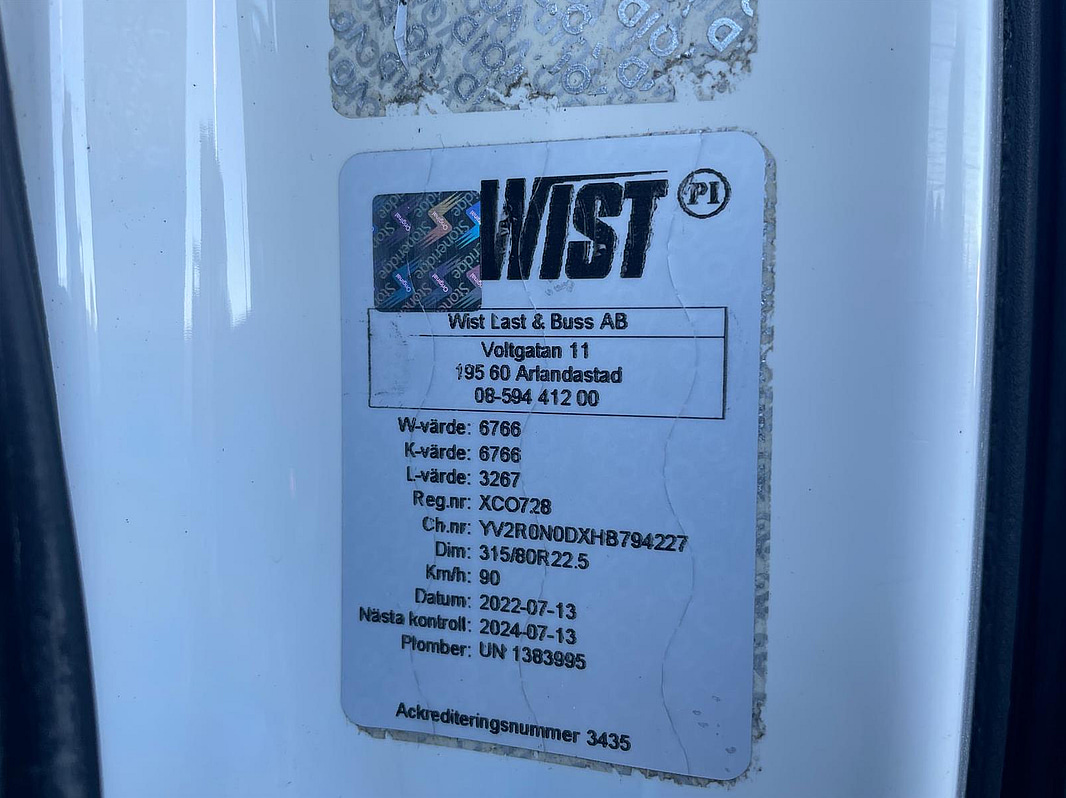 WIST PI
Stoneridge
Original
Wist Last & Buss AB
Voltgatan 11
195 60 Arlandastad
08-594 412 00
W-värde: 6766
K-värde: 6766
L-värde: 3267
Reg.nr: XCO728
Ch.nr: YV2R0N0DXHB794227
Dim: 315/80R22.5
Km/h: 90
Datum: 2022-07-13
Nästa kontroll: 2024-07-13
Plomber: UN 1383995
Ackrediteringsnummer 3435